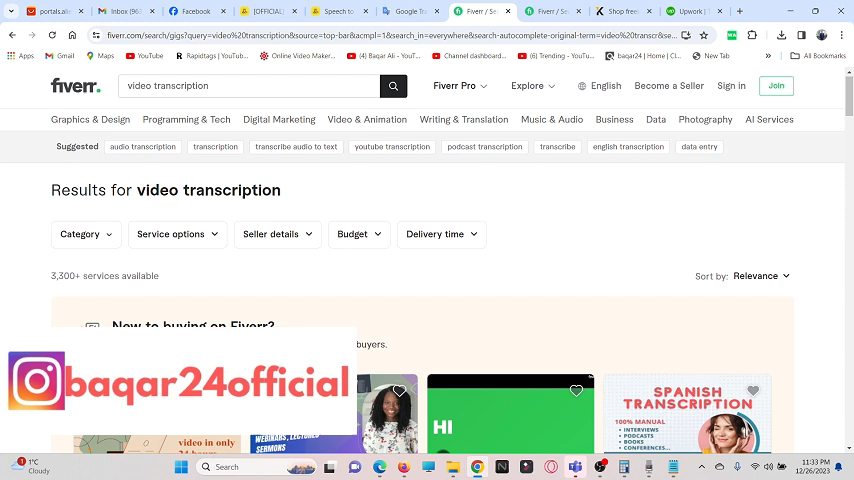 portals.alie
Inbox (963
Facebook
[OFFICIAL]
Speech to
Google Tra
Fiverr / Se
Fiverr / Se
Shop freel
Upwork | T
fiverr.com/search/gigs?query=video%20transcription&source=top-bar&acmpl=1&search_in=everywhere&search-autocomplete-original-term=video%20transcr&se...
Apps
Gmail
Maps
YouTube
Rapidtags | YouTub...
Online Video Maker...
(4) Baqar Ali - YouT...
Channel dashboard...
(6) Trending - YouTu...
baqar24 | Home | Cl...
New Tab
All Bookmarks
fiverr.
video transcription
Fiverr Pro
Explore
English
Become a Seller
Sign in
Join
Graphics & Design
Programming & Tech
Digital Marketing
Video & Animation
Writing & Translation
Music & Audio
Business
Data
Photography
AI Services
Suggested
audio transcription
transcription
transcribe audio to text
youtube transcription
podcast transcription
transcribe
english transcription
data entry
Results for video transcription
Category
Service options
Seller details
Budget
Delivery time
3,300+ services available
Sort by: Relevance
New to buying on Fiverr?
buyers.
baqar24official
video in only
WEBINARS, LECTURES
SERMONS
HI
SPANISH
TRANSCRIPTION
100% MANUAL
INTERVIEWS
PODCASTS
BOOKS
CONFERENCES
1°C
Cloudy
Search
11:33 PM
12/26/2023